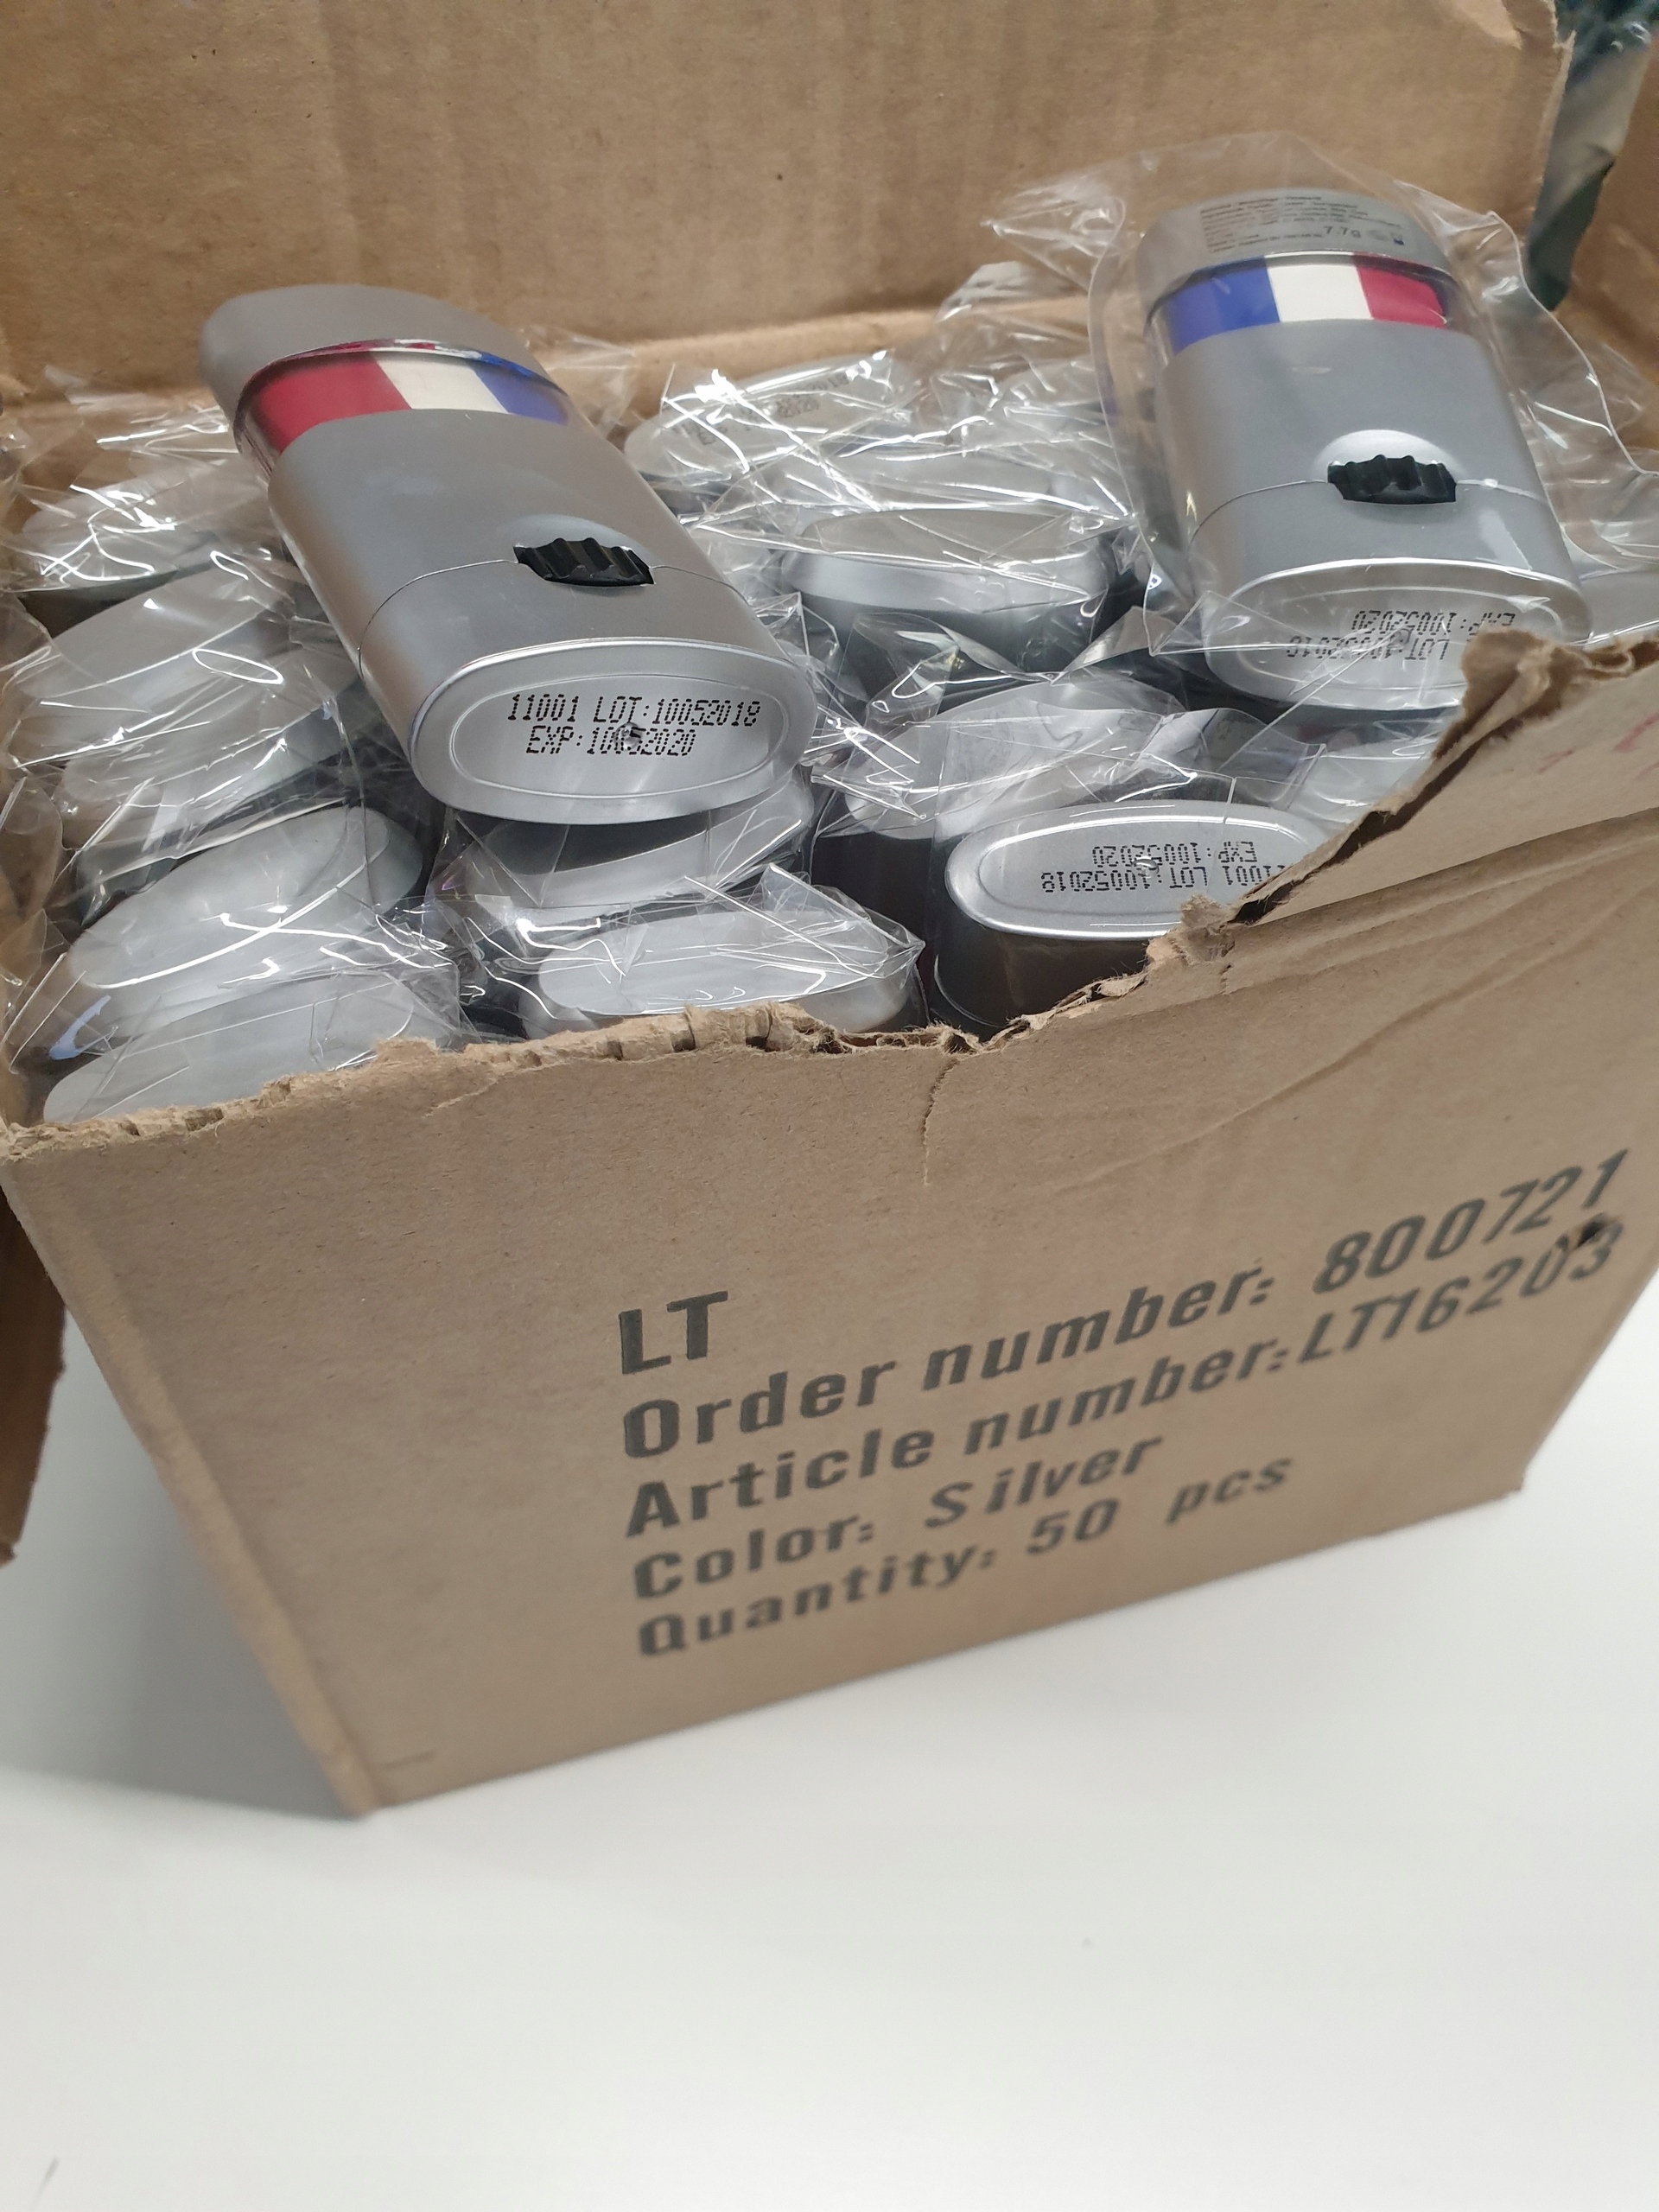 7.7g
11001 LOT:10052018
EXP:10052020
EXP:10052020
LOT:10052018
11001 LOT:10052018
EXP:10052020
LT
Order number: 800721
Article number:LT16203
Color: Silver
Quantity: 50 pcs